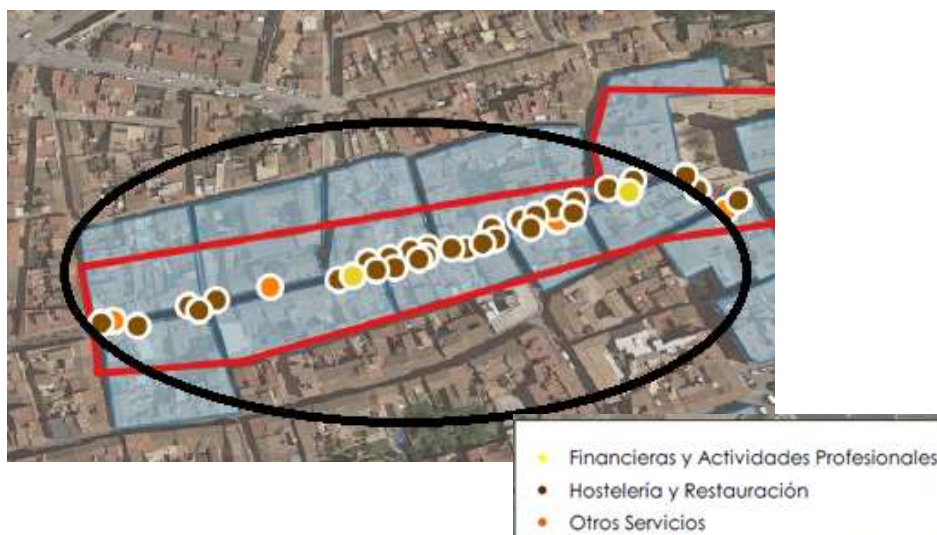 Financieras y Actividades Profesionales
Hostelería y Restauración
Otros Servicios